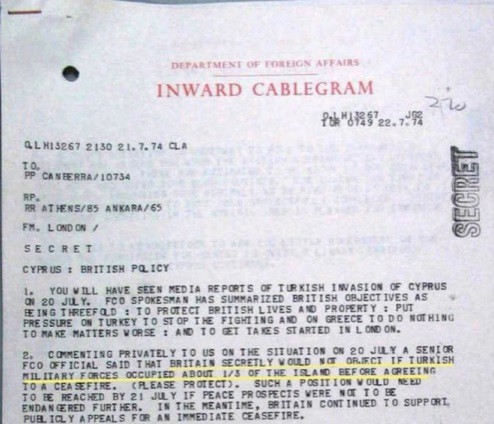 DEPARTMENT OF FOREIGN AFFAIRS
INWARD CABLEGRAM
O.LH13267 JG2
TOR 0749 22.7.74
O.LH13267 2130 21.7.74 CLA
TO.
PP CANBERRA/10734
RP.
RR ATHENS/85 ANKARA/65
FM. LONDON /
SECRET
S E C R E T
CYPRUS : BRITISH POLICY
1. YOU WILL HAVE SEEN MEDIA REPORTS OF TURKISH INVASION OF CYPRUS
ON 20 JULY. FCO SPOKESMAN HAS SUMMARIZED BRITISH OBJECTIVES AS
BEING THREEFOLD : TO PROTECT BRITISH LIVES AND PROPERTY : PUT
PRESSURE ON TURKEY TO STOP THE FIGHTING AND ON GREECE TO DO NOTHING
TO MAKE MATTERS WORSE : AND TO GET TAKES STARTED IN LONDON.
2. COMMENTING PRIVATELY TO US ON THE SITUATION ON 20 JULY A SENIOR
FCO OFFICIAL SAID THAT BRITAIN SECRETLY WOULD NOT OBJECT IF TURKISH
MILITARY FORCES OCCUPIED ABOUT 1/3 OF THE ISLAND BEFORE AGREEING
TO A CEASEFIRE. (PLEASE PROTECT). SUCH A POSITION WOULD NEED
TO BE REACHED BY 21 JULY IF PEACE PROSPECTS WERE NOT TO BE
ENDANGERED FURTHER. IN THE MEANTIME, BRITAIN CONTINUED TO SUPPORT
PUBLICLY APPEALS FOR AN IMMEDIATE CEASEFIRE.